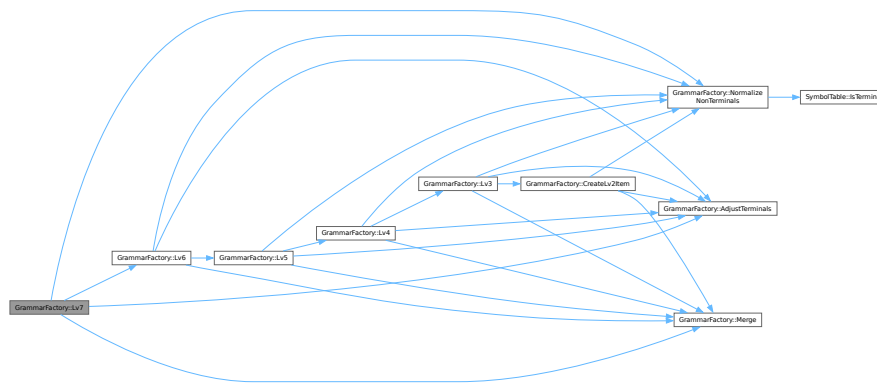 GrammarFactory::Lv7
GrammarFactory::Lv6
GrammarFactory::Lv5
GrammarFactory::Lv4
GrammarFactory::Lv3
GrammarFactory::CreateLv2Item
GrammarFactory::Normalize
NonTerminals
SymbolTable::IsTermin
GrammarFactory::AdjustTerminals
GrammarFactory::Merge